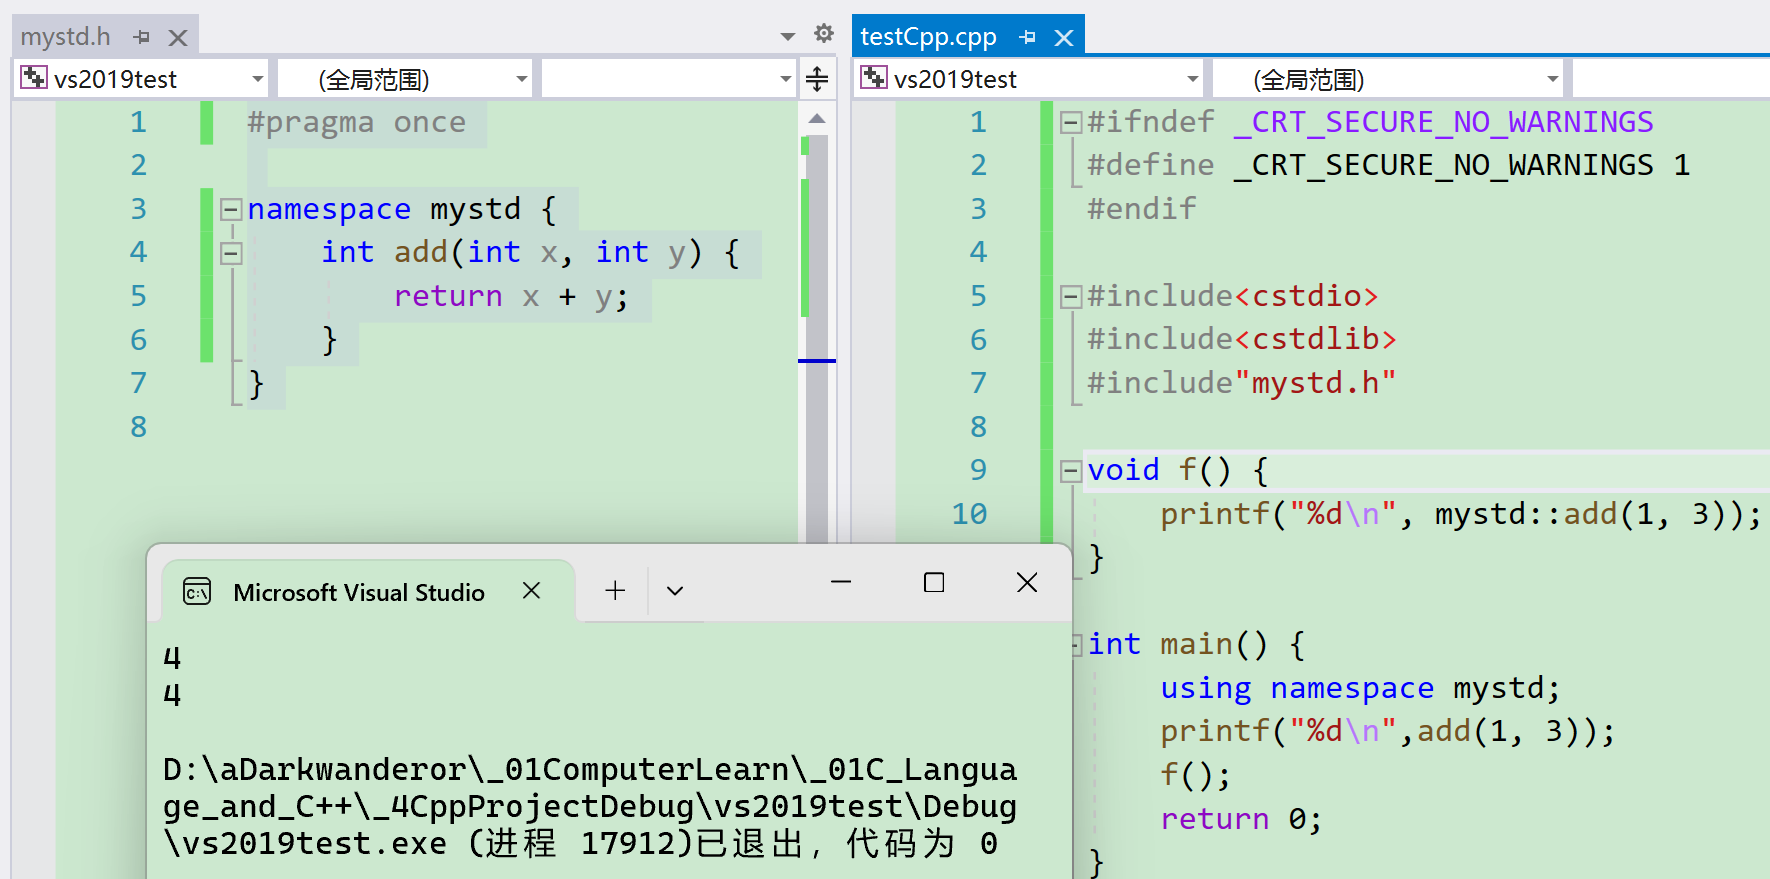 mystd.h
vs2019test
(全局范围)
1 #pragma once
2
3 namespace mystd {
4     int add(int x, int y) {
5         return x + y;
6     }
7 }
8
testCpp.cpp
vs2019test
(全局范围)
1 #ifndef _CRT_SECURE_NO_WARNINGS
2 #define _CRT_SECURE_NO_WARNINGS 1
3 #endif
4
5 #include<cstdio>
6 #include<cstdlib>
7 #include"mystd.h"
8
9 void f() {
10     printf("%d\n", mystd::add(1, 3));
}
int main() {
    using namespace mystd;
    printf("%d\n",add(1, 3));
    f();
    return 0;
}
C:\
Microsoft Visual Studio
4
4
D:\aDarkwanderor\_01ComputerLearn\_01C_Langua
ge_and_C++\_4CppProjectDebug\vs2019test\Debug
\vs2019test.exe (进程 17912)已退出，代码为 0